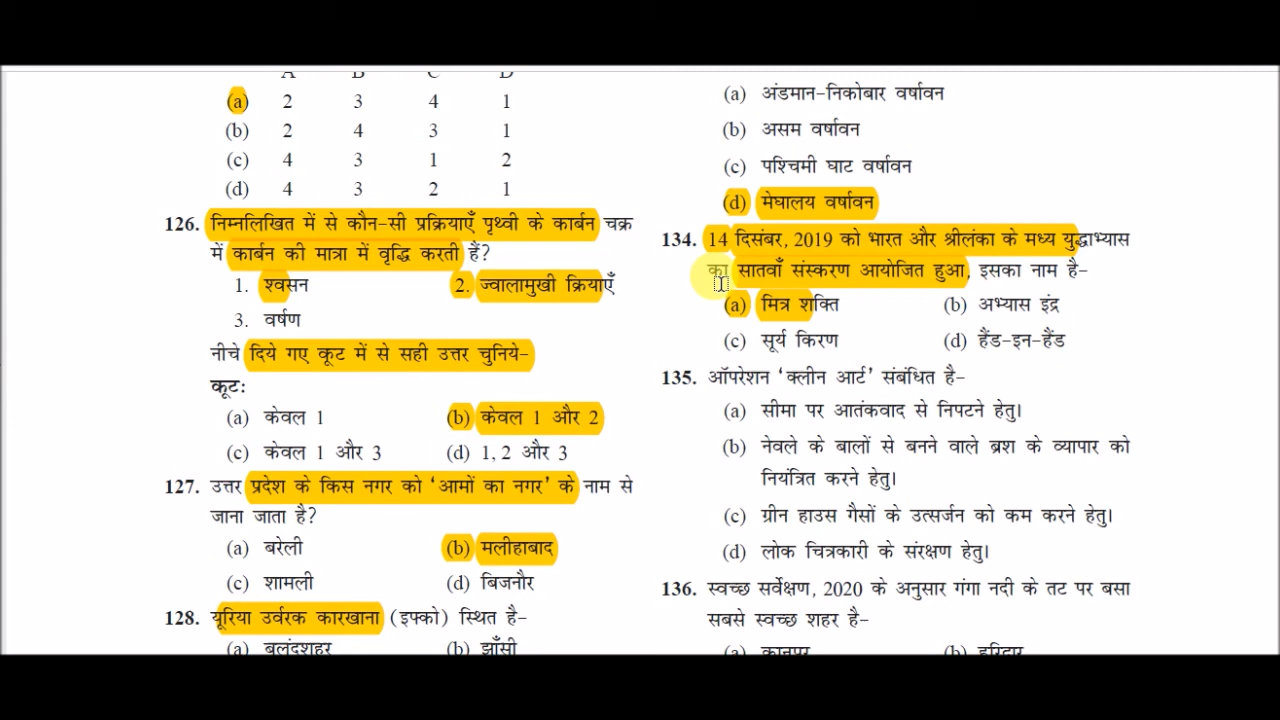 A B C D
(a) 2 3 4 1
(b) 2 4 3 1
(c) 4 3 1 2
(d) 4 3 2 1
126. निम्नलिखित में से कौन-सी प्रक्रियाएँ पृथ्वी के कार्बन चक्र
में कार्बन की मात्रा में वृद्धि करती हैं?
1. श्वसन 2. ज्वालामुखी क्रियाएँ
3. वर्षण
नीचे दिये गए कूट में से सही उत्तर चुनिये-
कूटः
(a) केवल 1 (b) केवल 1 और 2
(c) केवल 1 और 3 (d) 1, 2 और 3
127. उत्तर प्रदेश के किस नगर को ‘आमों का नगर’ के नाम से
जाना जाता है?
(a) बरेली (b) मलीहाबाद
(c) शामली (d) बिजनौर
128. यूरिया उर्वरक कारखाना (इफ्को) स्थित है-
(a) बुलंदशहर (b) झाँसी
(a) अंडमान-निकोबार वर्षावन
(b) असम वर्षावन
(c) पश्चिमी घाट वर्षावन
(d) मेघालय वर्षावन
134. 14 दिसंबर, 2019 को भारत और श्रीलंका के मध्य युद्धाभ्यास
का सातवाँ संस्करण आयोजित हुआ, इसका नाम है-
(a) मित्र शक्ति (b) अभ्यास इंद्र
(c) सूर्य किरण (d) हैंड-इन-हैंड
135. ऑपरेशन ‘क्लीन आर्ट’ संबंधित है-
(a) सीमा पर आतंकवाद से निपटने हेतु।
(b) नेवले के बालों से बनने वाले ब्रश के व्यापार को
नियंत्रित करने हेतु।
(c) ग्रीन हाउस गैसों के उत्सर्जन को कम करने हेतु।
(d) लोक चित्रकारी के संरक्षण हेतु।
136. स्वच्छ सर्वेक्षण, 2020 के अनुसार गंगा नदी के तट पर बसा
सबसे स्वच्छ शहर है-
(a) कानपुर (b) हरिद्वार